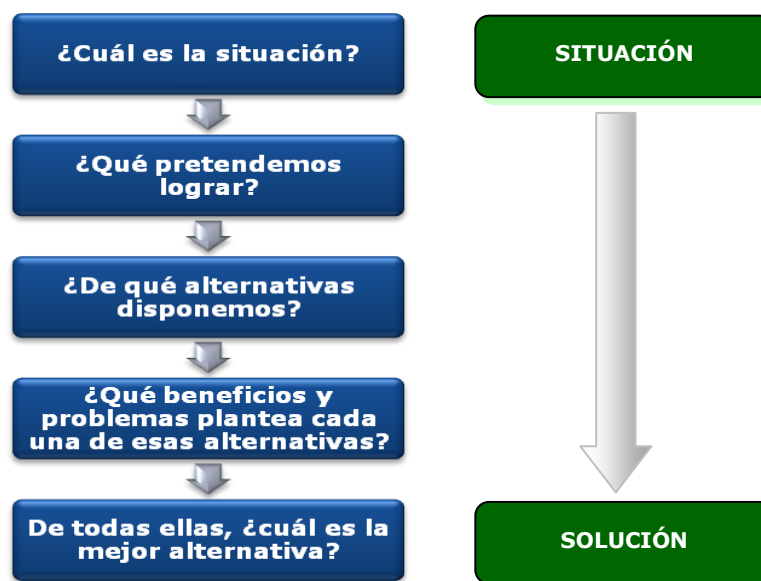 ¿Cuál es la situación?
SITUACIÓN
¿Qué pretendemos
lograr?
¿De qué alternativas
disponemos?
¿Qué beneficios y
problemas plantea cada
una de esas alternativas?
De todas ellas, ¿cuál es la
mejor alternativa?
SOLUCIÓN